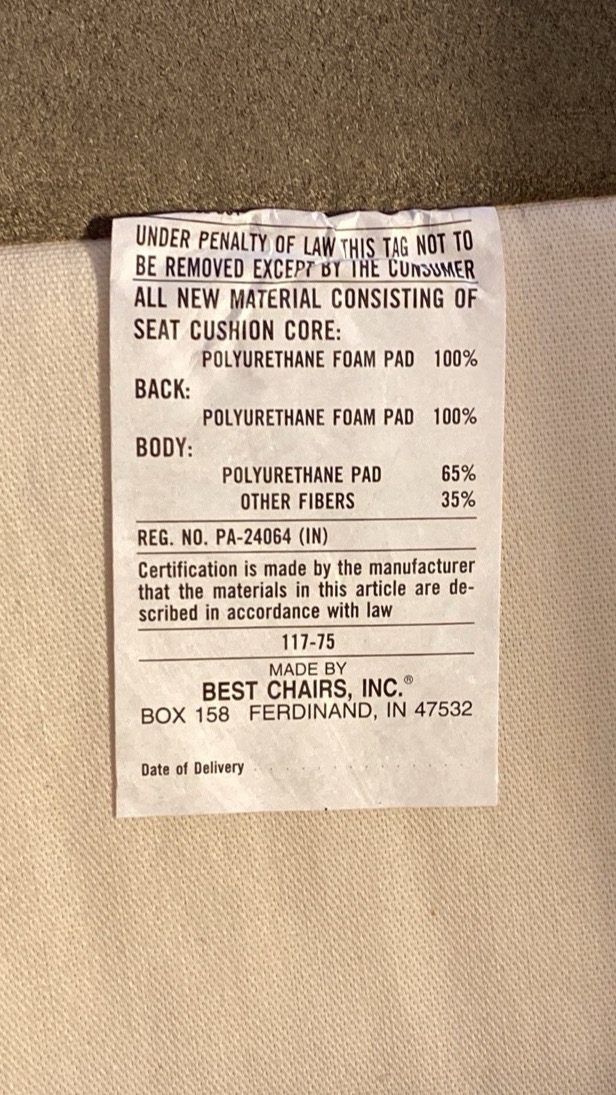 UNDER PENALTY OF LAW THIS TAG NOT TO
BE REMOVED EXCEPT BY THE CONSUMER
ALL NEW MATERIAL CONSISTING OF
SEAT CUSHION CORE:
POLYURETHANE FOAM PAD 100%
BACK:
POLYURETHANE FOAM PAD 100%
BODY:
POLYURETHANE PAD 65%
OTHER FIBERS 35%
REG. NO. PA-24064 (IN)
Certification is made by the manufacturer
that the materials in this article are de-
scribed in accordance with law
117-75
MADE BY
BEST CHAIRS, INC.®
BOX 158 FERDINAND, IN 47532
Date of Delivery . . . . . . . . . . . . .